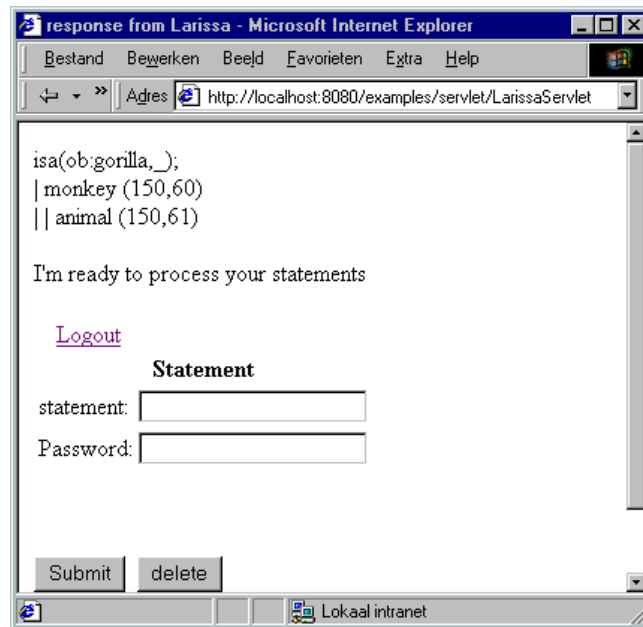 response from Larissa - Microsoft Internet Explorer
Bestand Bewerken Beeld Favorieten Extra Help
» Adres http://localhost:8080/examples/servlet/LarissaServlet
isa(ob:gorilla,_);
| monkey (150,60)
| | animal (150,61)
I'm ready to process your statements
Logout
Statement
statement:
Password:
Submit delete
Lokaal intranet